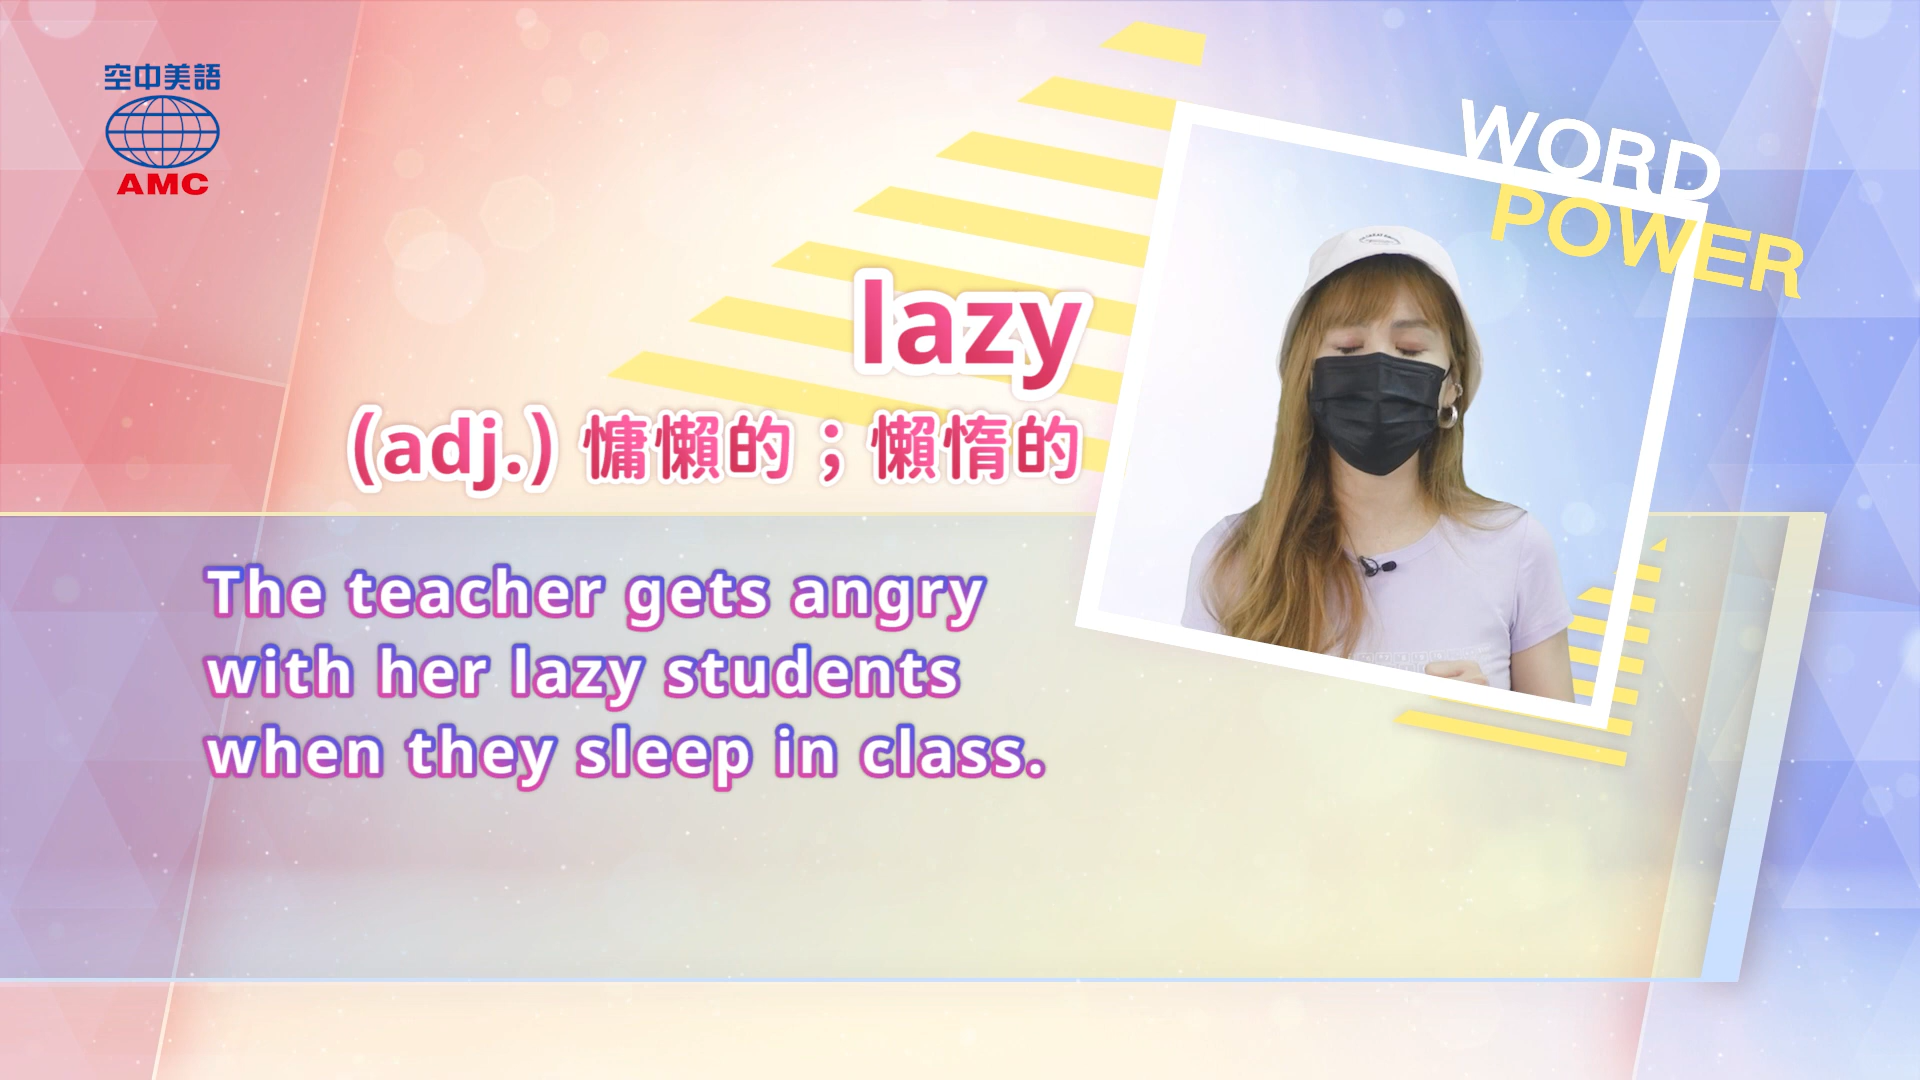 空中美語
AMC
WORD
POWER
lazy
(adj.) 慵懶的；懶惰的
The teacher gets angry
with her lazy students
when they sleep in class.